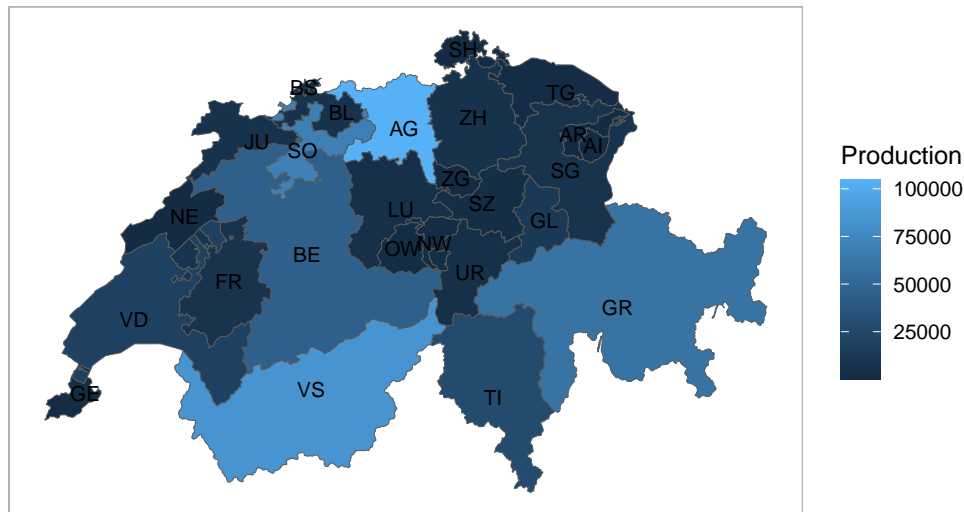 SH
BS
BL
TG
ZH
AG
AR
AI
JU
SO
SG
ZG
SZ
LU
NE
GL
OW
NW
BE
UR
FR
GR
VD
VS
GE
TI
Production
100000
75000
50000
25000